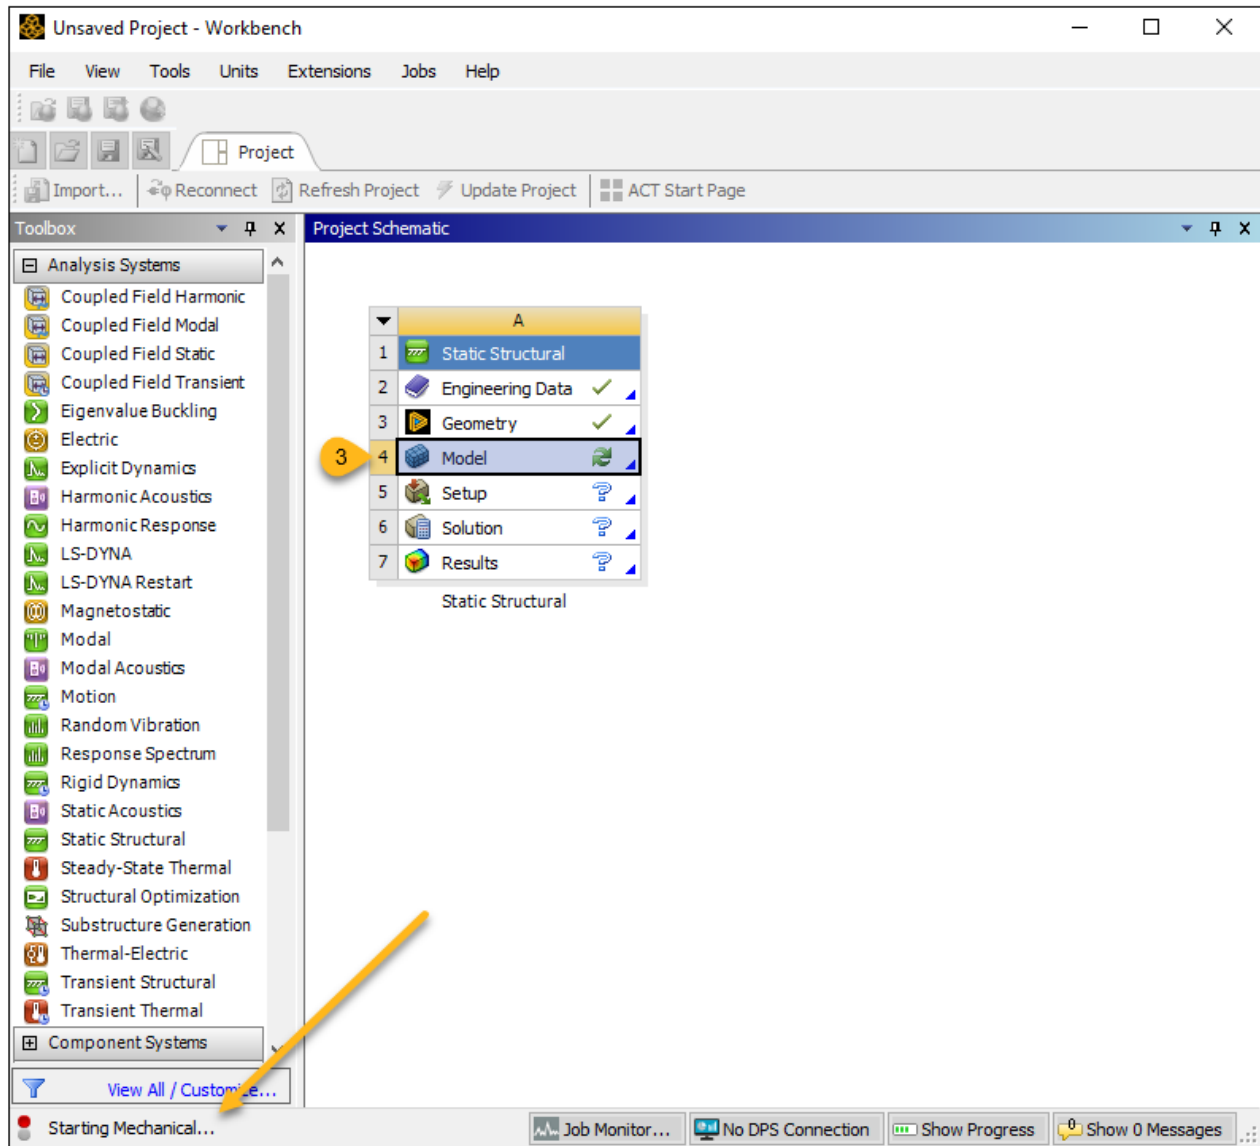 Unsaved Project - Workbench
File View Tools Units Extensions Jobs Help
Project
Import... Reconnect Refresh Project Update Project ACT Start Page
Toolbox
Project Schematic
Analysis Systems
Coupled Field Harmonic
Coupled Field Modal
Coupled Field Static
Coupled Field Transient
Eigenvalue Buckling
Electric
Explicit Dynamics
Harmonic Acoustics
Harmonic Response
LS-DYNA
LS-DYNA Restart
Magnetostatic
Modal
Modal Acoustics
Motion
Random Vibration
Response Spectrum
Rigid Dynamics
Static Acoustics
Static Structural
Steady-State Thermal
Structural Optimization
Substructure Generation
Thermal-Electric
Transient Structural
Transient Thermal
Component Systems
View All / Customize...
A
1 Static Structural
2 Engineering Data
3 Geometry
3 4 Model
5 Setup
6 Solution
7 Results
Static Structural
Starting Mechanical...
Job Monitor... No DPS Connection Show Progress 0 Show 0 Messages